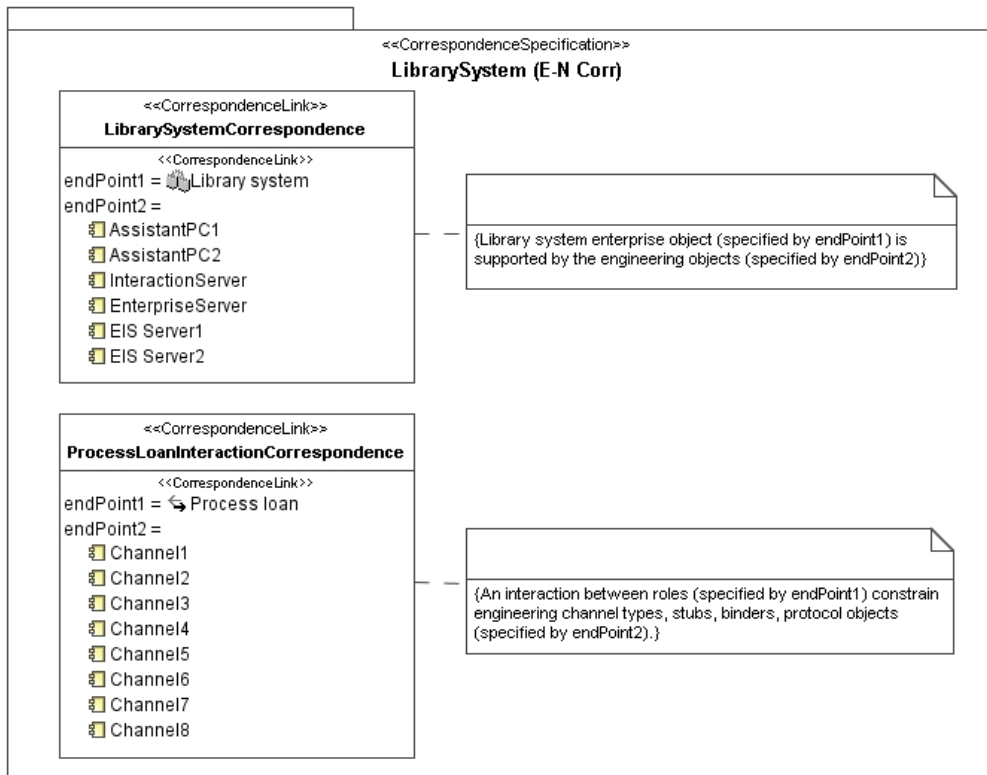 <<CorrespondenceSpecification>>
LibrarySystem (E-N Corr)
<<CorrespondenceLink>>
LibrarySystemCorrespondence
<<CorrespondenceLink>>
endPoint1 = Library system
endPoint2 =
AssistantPC1
AssistantPC2
InteractionServer
EnterpriseServer
EIS Server1
EIS Server2
{Library system enterprise object (specified by endPoint1) is
supported by the engineering objects (specified by endPoint2)}
<<CorrespondenceLink>>
ProcessLoanInteractionCorrespondence
<<CorrespondenceLink>>
endPoint1 = Process loan
endPoint2 =
Channel1
Channel2
Channel3
Channel4
Channel5
Channel6
Channel7
Channel8
{An interaction between roles (specified by endPoint1) constrain
engineering channel types, stubs, binders, protocol objects
(specified by endPoint2).}